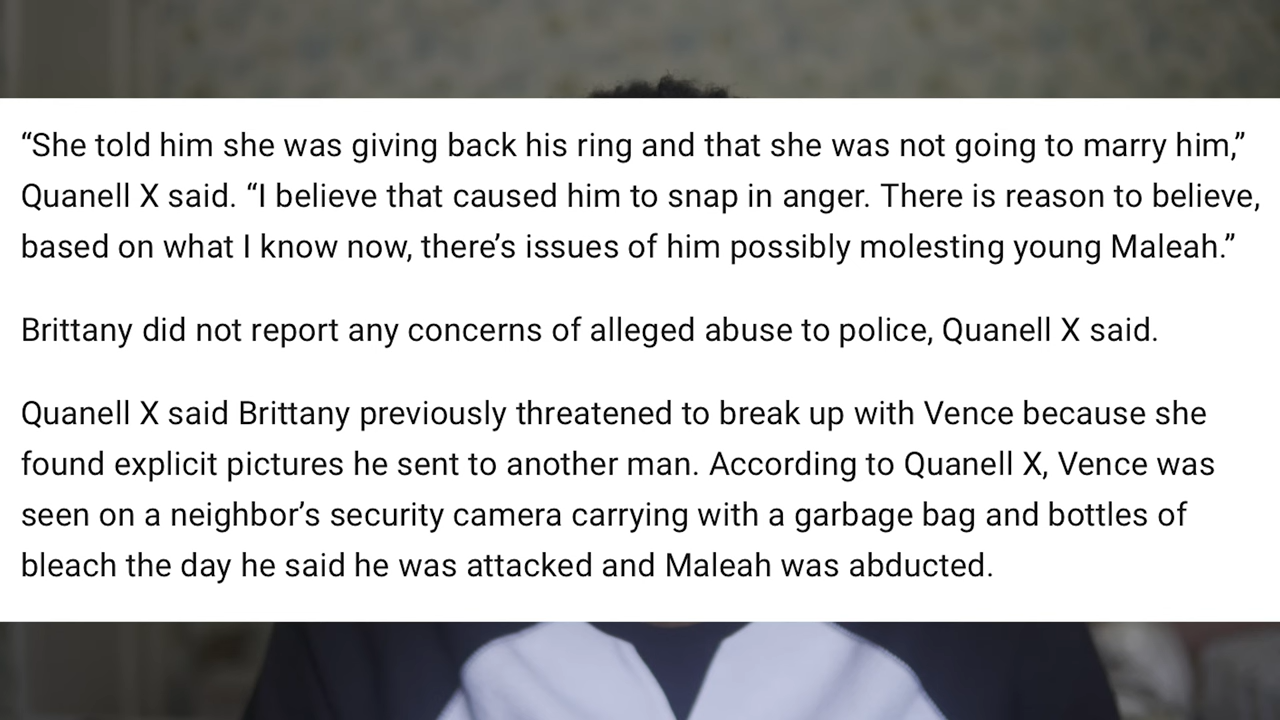 “She told him she was giving back his ring and that she was not going to marry him,”
Quanell X said. “I believe that caused him to snap in anger. There is reason to believe,
based on what I know now, there’s issues of him possibly molesting young Maleah.”
Brittany did not report any concerns of alleged abuse to police, Quanell X said.
Quanell X said Brittany previously threatened to break up with Vence because she
found explicit pictures he sent to another man. According to Quanell X, Vence was
seen on a neighbor’s security camera carrying with a garbage bag and bottles of
bleach the day he said he was attacked and Maleah was abducted.